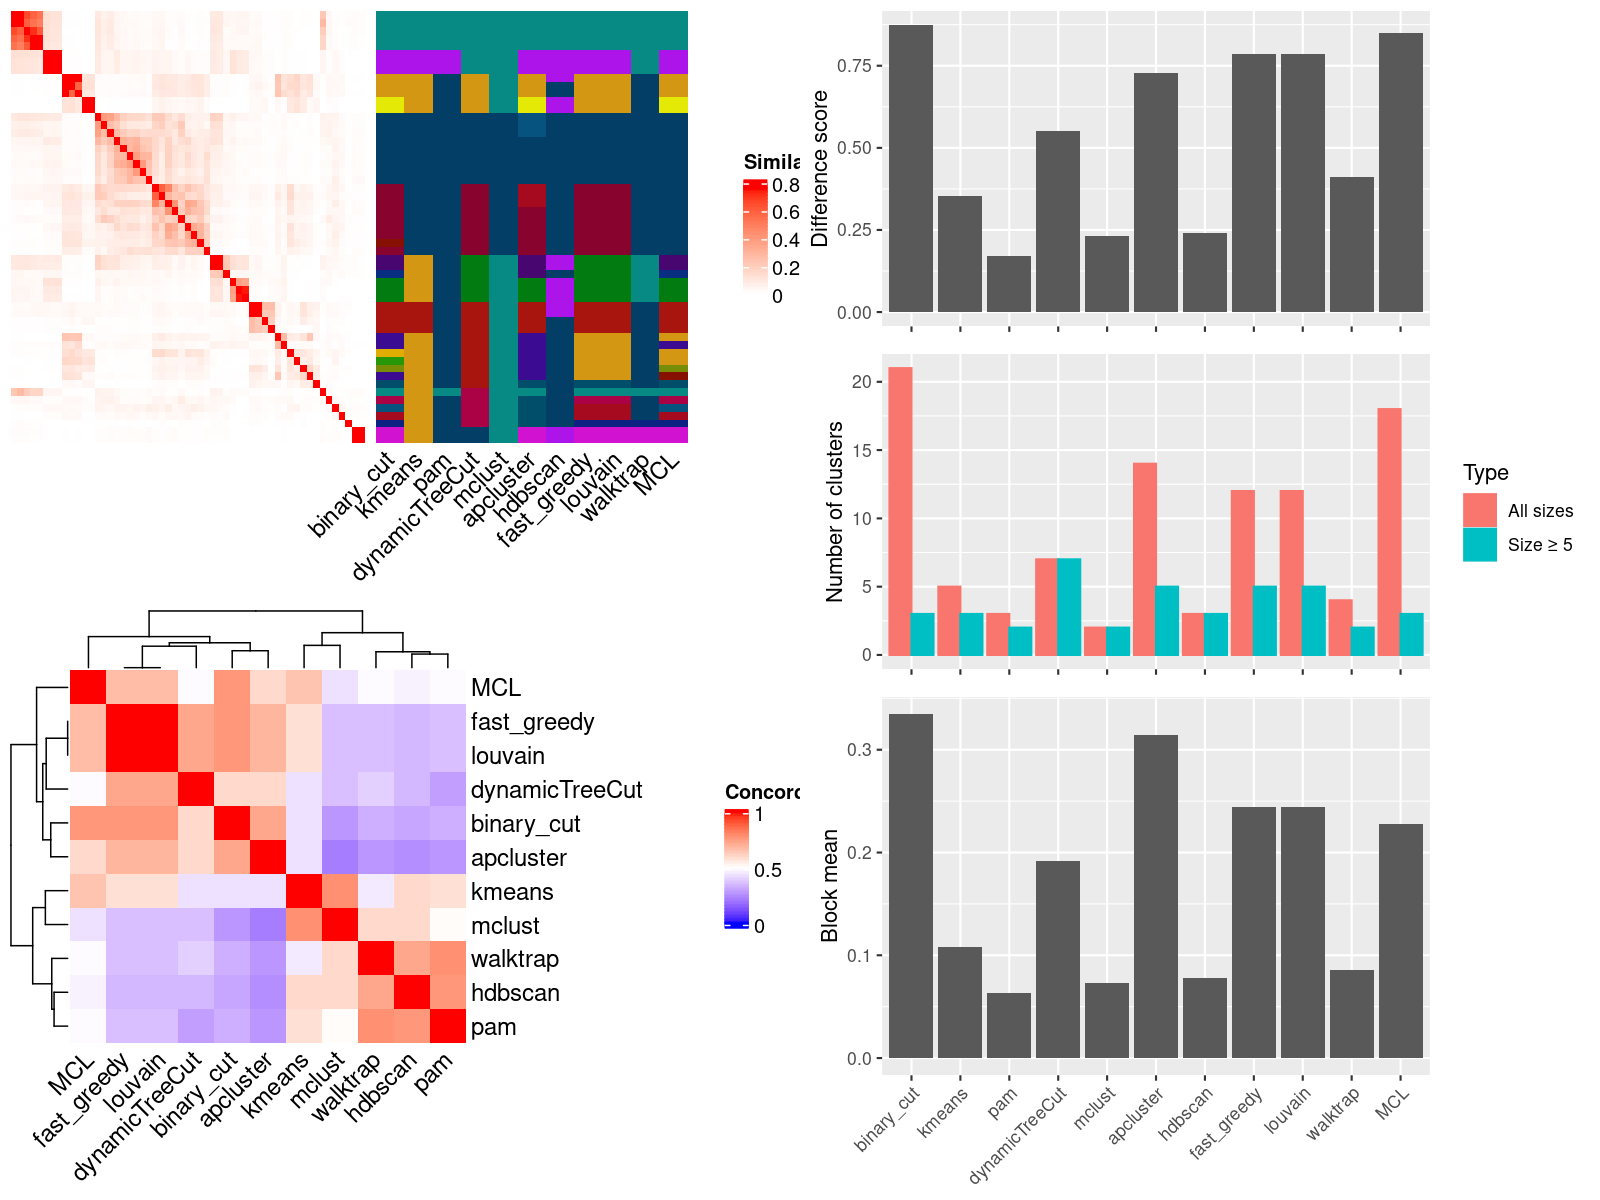 Simila
0.8
0.6
0.4
0.2
0
binary_cut
kmeans
pam
dynamicTreeCut
mclust
apcluster
hdbscan
fast_greedy
louvain
walktrap
MCL
MCL
fast_greedy
louvain
dynamicTreeCut
binary_cut
apcluster
kmeans
mclust
walktrap
hdbscan
pam
MCL
fast_greedy
louvain
dynamicTreeCut
binary_cut
apcluster
kmeans
mclust
walktrap
hdbscan
pam
Concord
1
0.5
0
Difference score
0.75
0.50
0.25
0.00
Number of clusters
20
15
10
5
0
Type
All sizes
Size ≥ 5
Block mean
0.3
0.2
0.1
0.0
binary_cut
kmeans
pam
dynamicTreeCut
mclust
apcluster
hdbscan
fast_greedy
louvain
walktrap
MCL